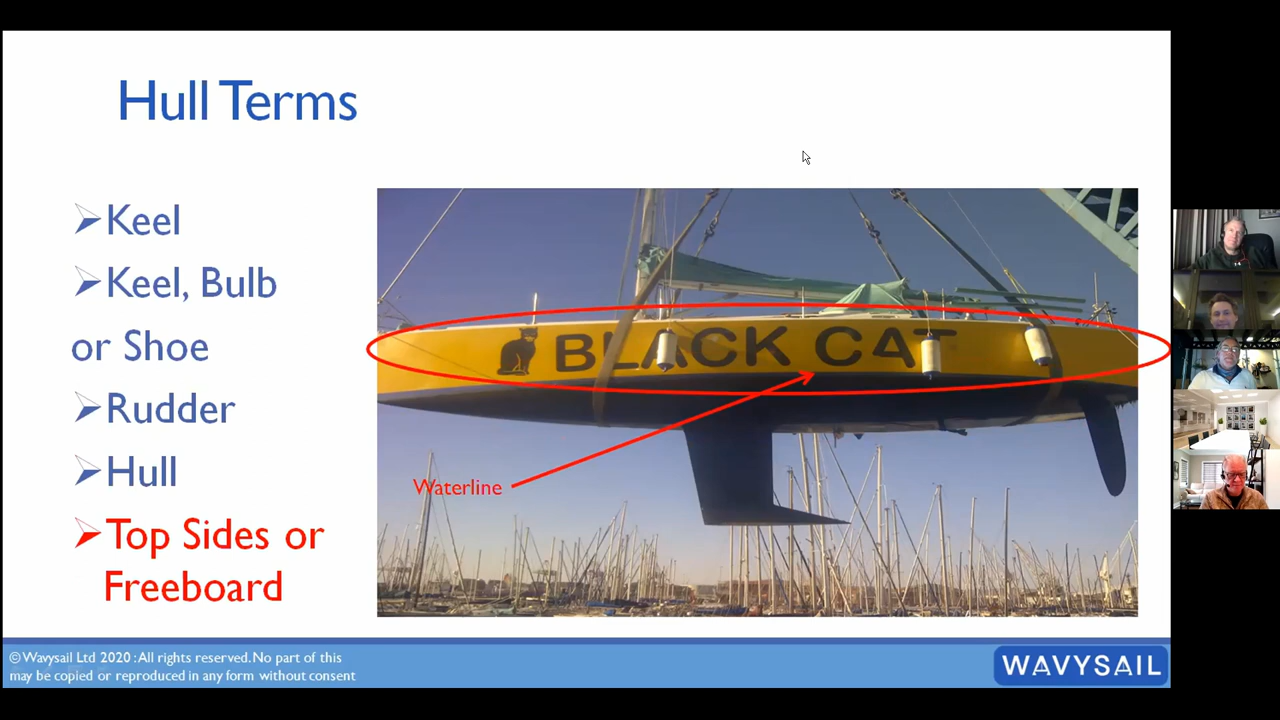 Hull Terms
➢Keel
➢Keel, Bulb
or Shoe
➢Rudder
➢Hull
➢Top Sides or
Freeboard
BLACK CAT
Waterline
©Wavysail Ltd 2020 : All rights reserved. No part of this
may be copied or reproduced in any form without consent
WAVYSAIL